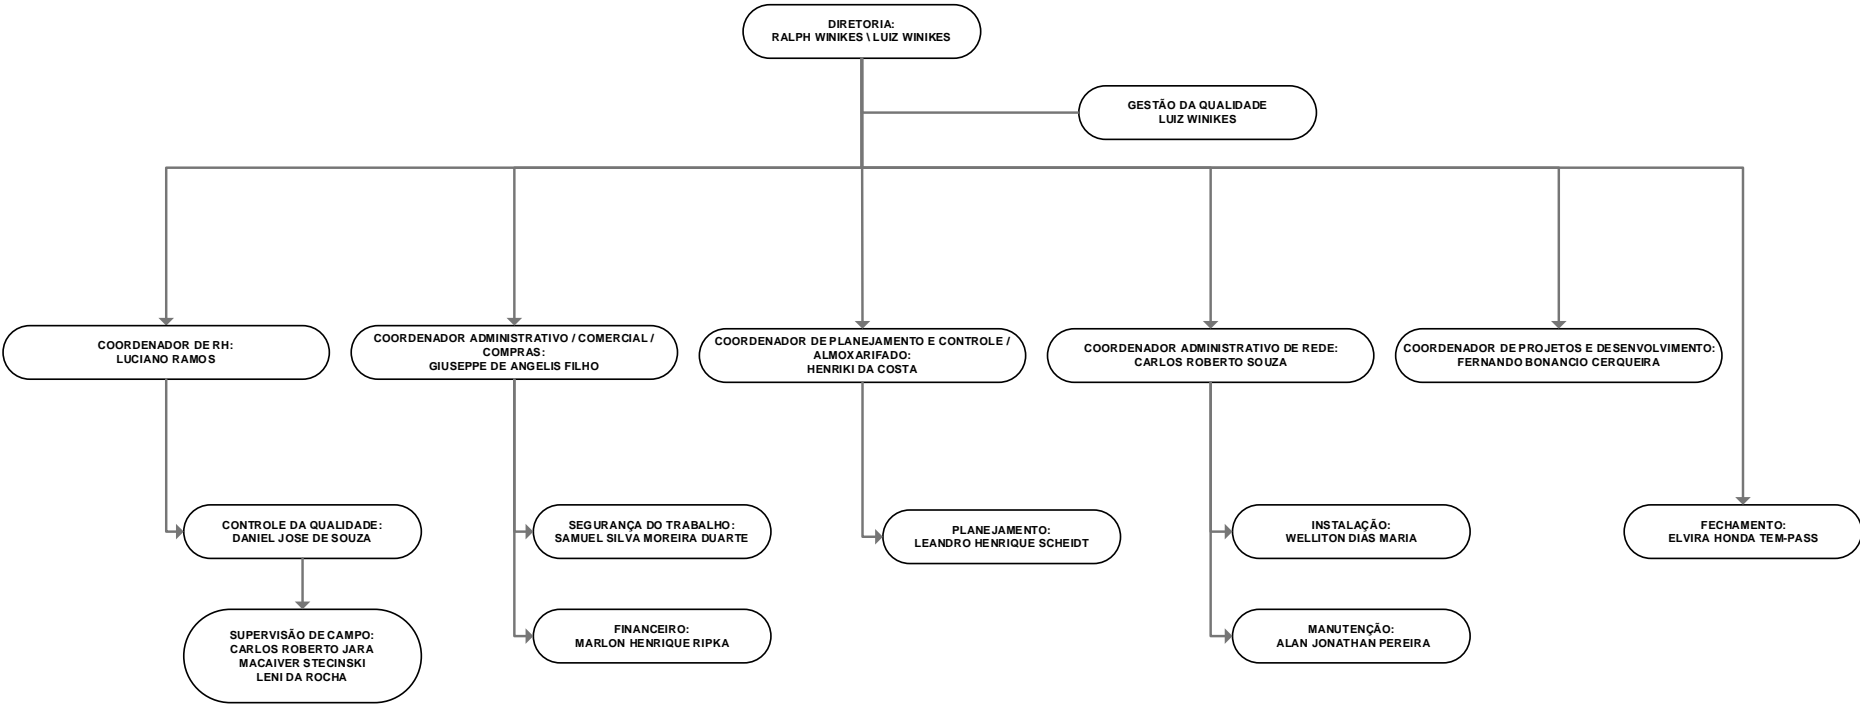 DIRETORIA:
RALPH WINIKES \ LUIZ WINIKES
GESTÃO DA QUALIDADE
LUIZ WINIKES
COORDENADOR DE RH:
LUCIANO RAMOS
COORDENADOR ADMINISTRATIVO / COMERCIAL /
COMPRAS:
GIUSEPPE DE ANGELIS FILHO
COORDENADOR DE PLANEJAMENTO E CONTROLE /
ALMOXARIFADO:
HENRIKI DA COSTA
COORDENADOR ADMINISTRATIVO DE REDE:
CARLOS ROBERTO SOUZA
COORDENADOR DE PROJETOS E DESENVOLVIMENTO:
FERNANDO BONANCIO CERQUEIRA
CONTROLE DA QUALIDADE:
DANIEL JOSE DE SOUZA
SEGURANÇA DO TRABALHO:
SAMUEL SILVA MOREIRA DUARTE
PLANEJAMENTO:
LEANDRO HENRIQUE SCHEIDT
INSTALAÇÃO:
WELLITON DIAS MARIA
FECHAMENTO:
ELVIRA HONDA TEM-PASS
SUPERVISÃO DE CAMPO:
CARLOS ROBERTO JARA
MACAIVER STECINSKI
LENI DA ROCHA
FINANCEIRO:
MARLON HENRIQUE RIPKA
MANUTENÇÃO:
ALAN JONATHAN PEREIRA